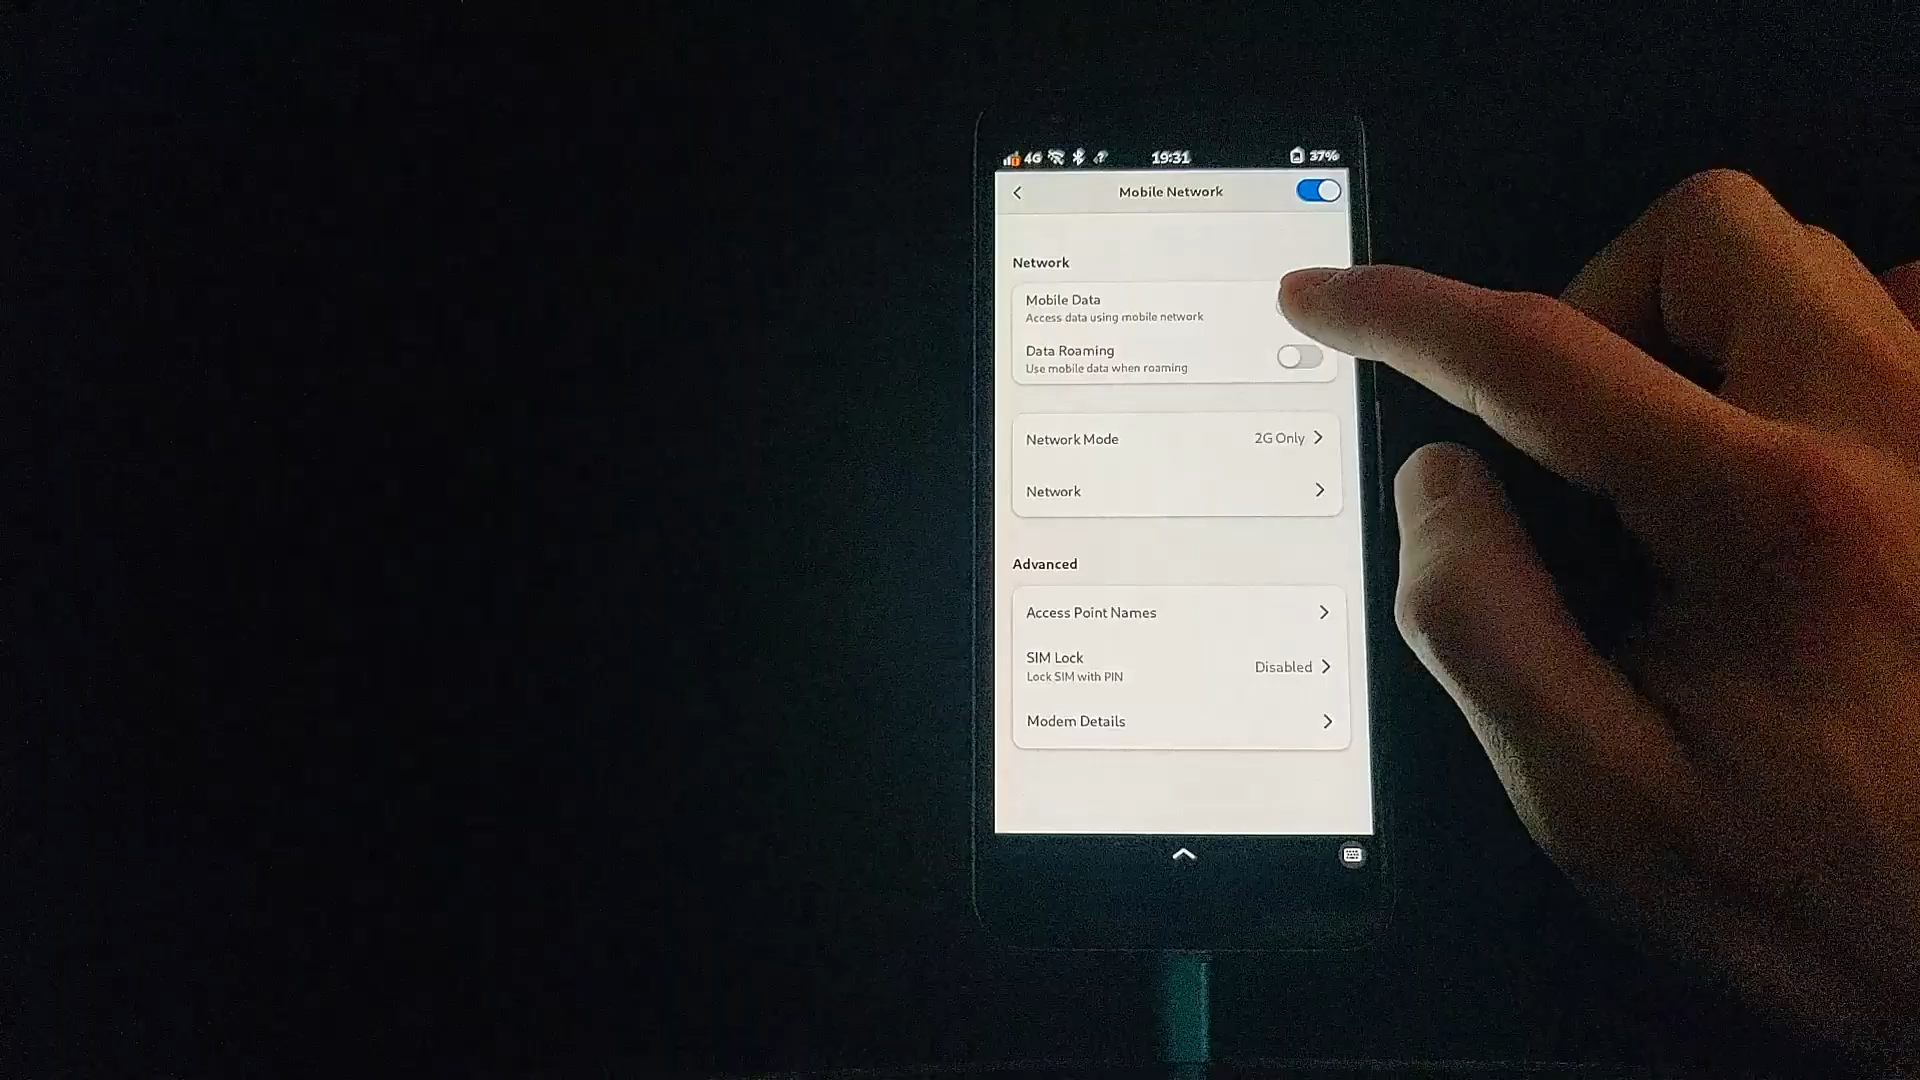 4G 19:31 37%
Mobile Network
Network
Mobile Data
Access data using mobile network
Data Roaming
Use mobile data when roaming
Network Mode 2G Only
Network
Advanced
Access Point Names
SIM Lock
Lock SIM with PIN
Disabled
Modem Details